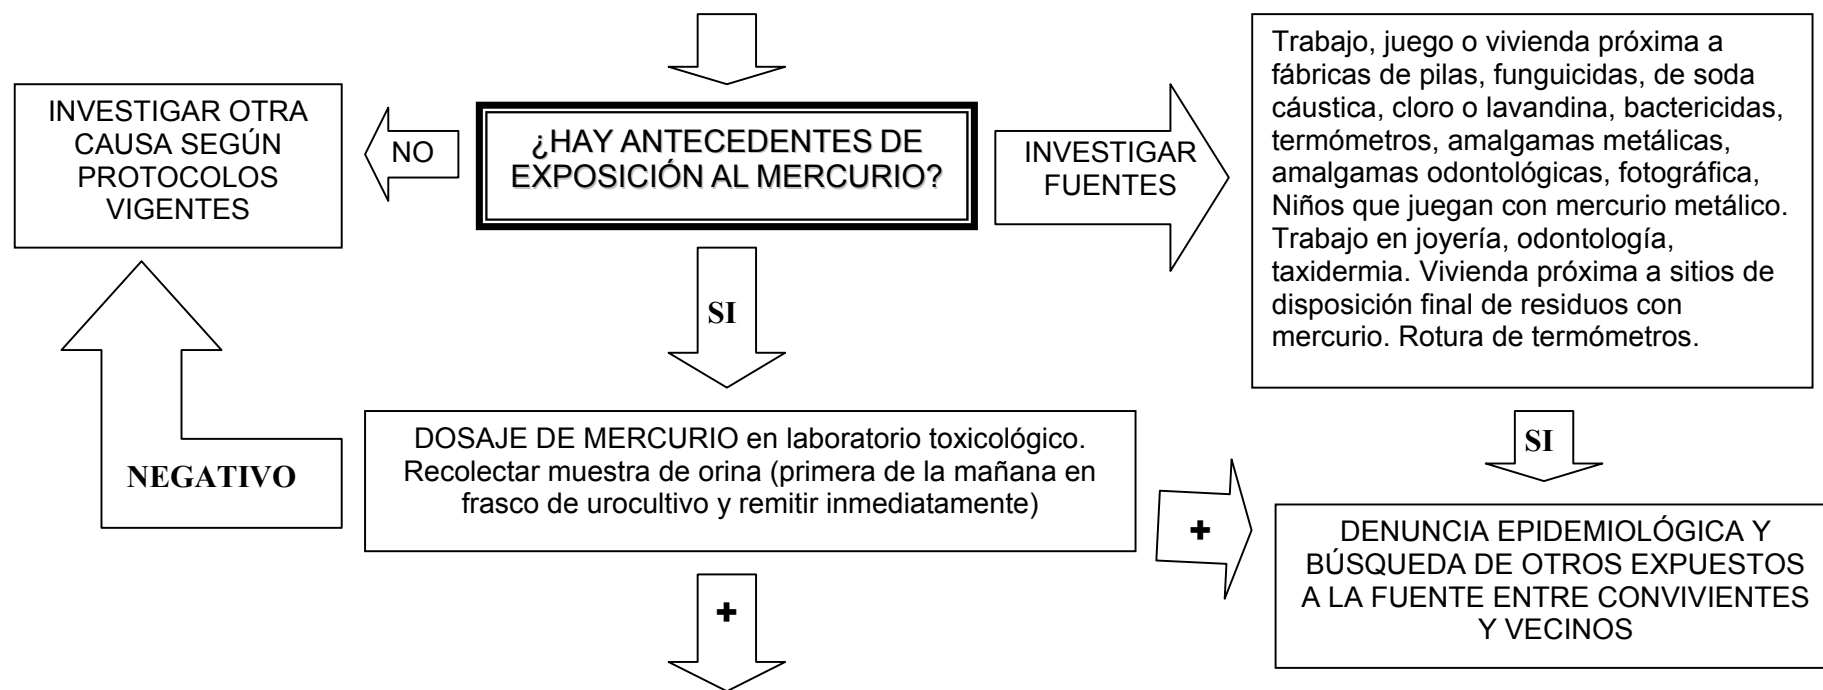 INVESTIGAR OTRA
CAUSA SEGÚN
PROTOCOLOS
VIGENTES
NO
¿HAY ANTECEDENTES DE
EXPOSICIÓN AL MERCURIO?
INVESTIGAR
FUENTES
Trabajo, juego o vivienda próxima a
fábricas de pilas, funguicidas, de soda
cáustica, cloro o lavandina, bactericidas,
termómetros, amalgamas metálicas,
amalgamas odontológicas, fotográfica,
Niños que juegan con mercurio metálico.
Trabajo en joyería, odontología,
taxidermia. Vivienda próxima a sitios de
disposición final de residuos con
mercurio. Rotura de termómetros.
SI
SI
NEGATIVO
DOSAJE DE MERCURIO en laboratorio toxicológico.
Recolectar muestra de orina (primera de la mañana en
frasco de urocultivo y remitir inmediatamente)
+
DENUNCIA EPIDEMIOLÓGICA Y
BÚSQUEDA DE OTROS EXPUESTOS
A LA FUENTE ENTRE CONVIVIENTES
Y VECINOS
+